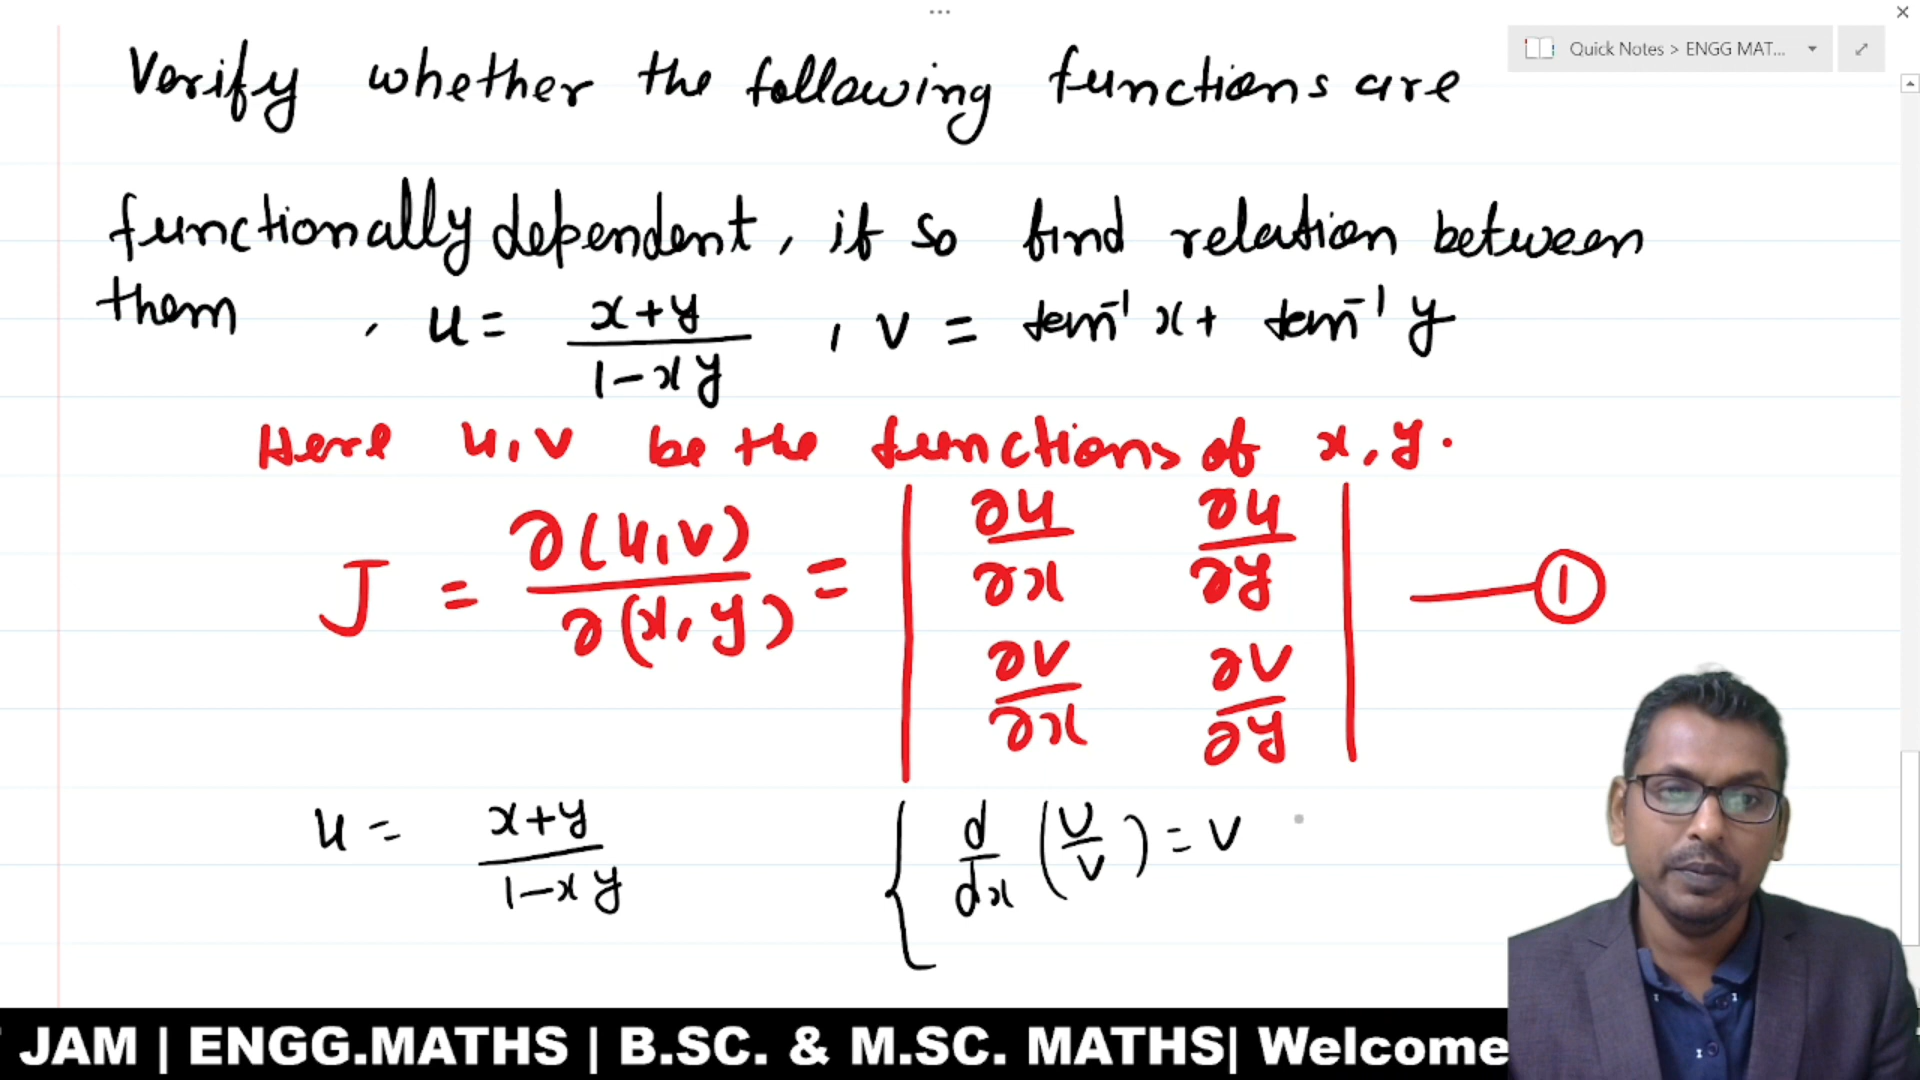 Quick Notes > ENGG MAT...
Verify whether the following functions are
functionally dependent, if so find relation between
them , u = x+y / 1-xy , v = tan⁻¹ x + tan⁻¹ y
Here u, v be the functions of x, y.
J = ∂(u,v) / ∂(x,y) = | ∂u/∂x ∂u/∂y | —— ①
| ∂v/∂x ∂v/∂y |
u = x+y / 1-xy { d/dx (U/V) = V
JAM | ENGG.MATHS | B.SC. & M.SC. MATHS| Welcome